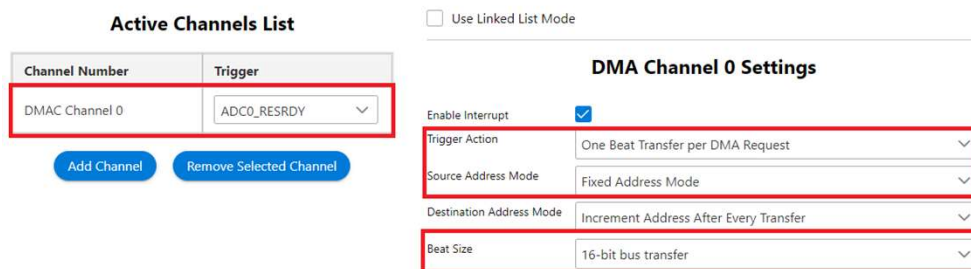 Active Channels List
Channel Number Trigger
DMAC Channel 0 ADC0_RESRDY
Add Channel Remove Selected Channel
Use Linked List Mode
DMA Channel 0 Settings
Enable Interrupt
Trigger Action One Beat Transfer per DMA Request
Source Address Mode Fixed Address Mode
Destination Address Mode Increment Address After Every Transfer
Beat Size 16-bit bus transfer